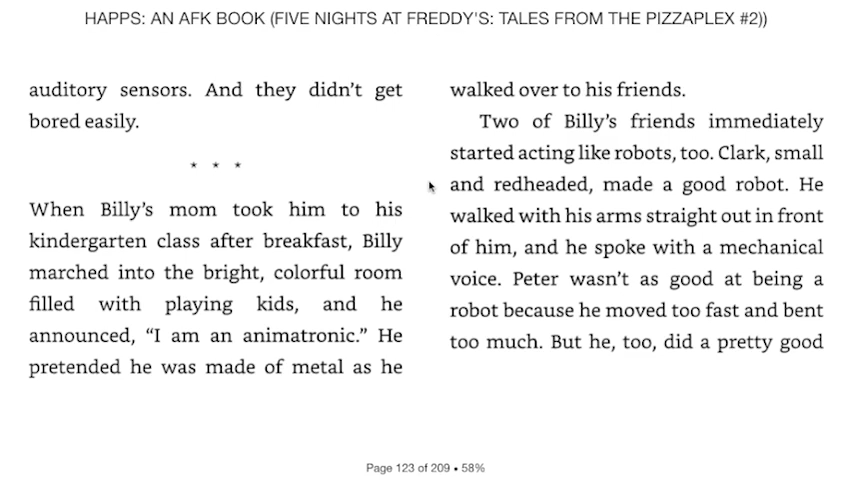 HAPPS: AN AFK BOOK (FIVE NIGHTS AT FREDDY'S: TALES FROM THE PIZZAPLEX #2))
auditory sensors. And they didn’t get
bored easily.
* * *
When Billy’s mom took him to his
kindergarten class after breakfast, Billy
marched into the bright, colorful room
filled with playing kids, and he
announced, “I am an animatronic.” He
pretended he was made of metal as he
walked over to his friends.
Two of Billy’s friends immediately
started acting like robots, too. Clark, small
and redheaded, made a good robot. He
walked with his arms straight out in front
of him, and he spoke with a mechanical
voice. Peter wasn’t as good at being a
robot because he moved too fast and bent
too much. But he, too, did a pretty good
Page 123 of 209 • 58%